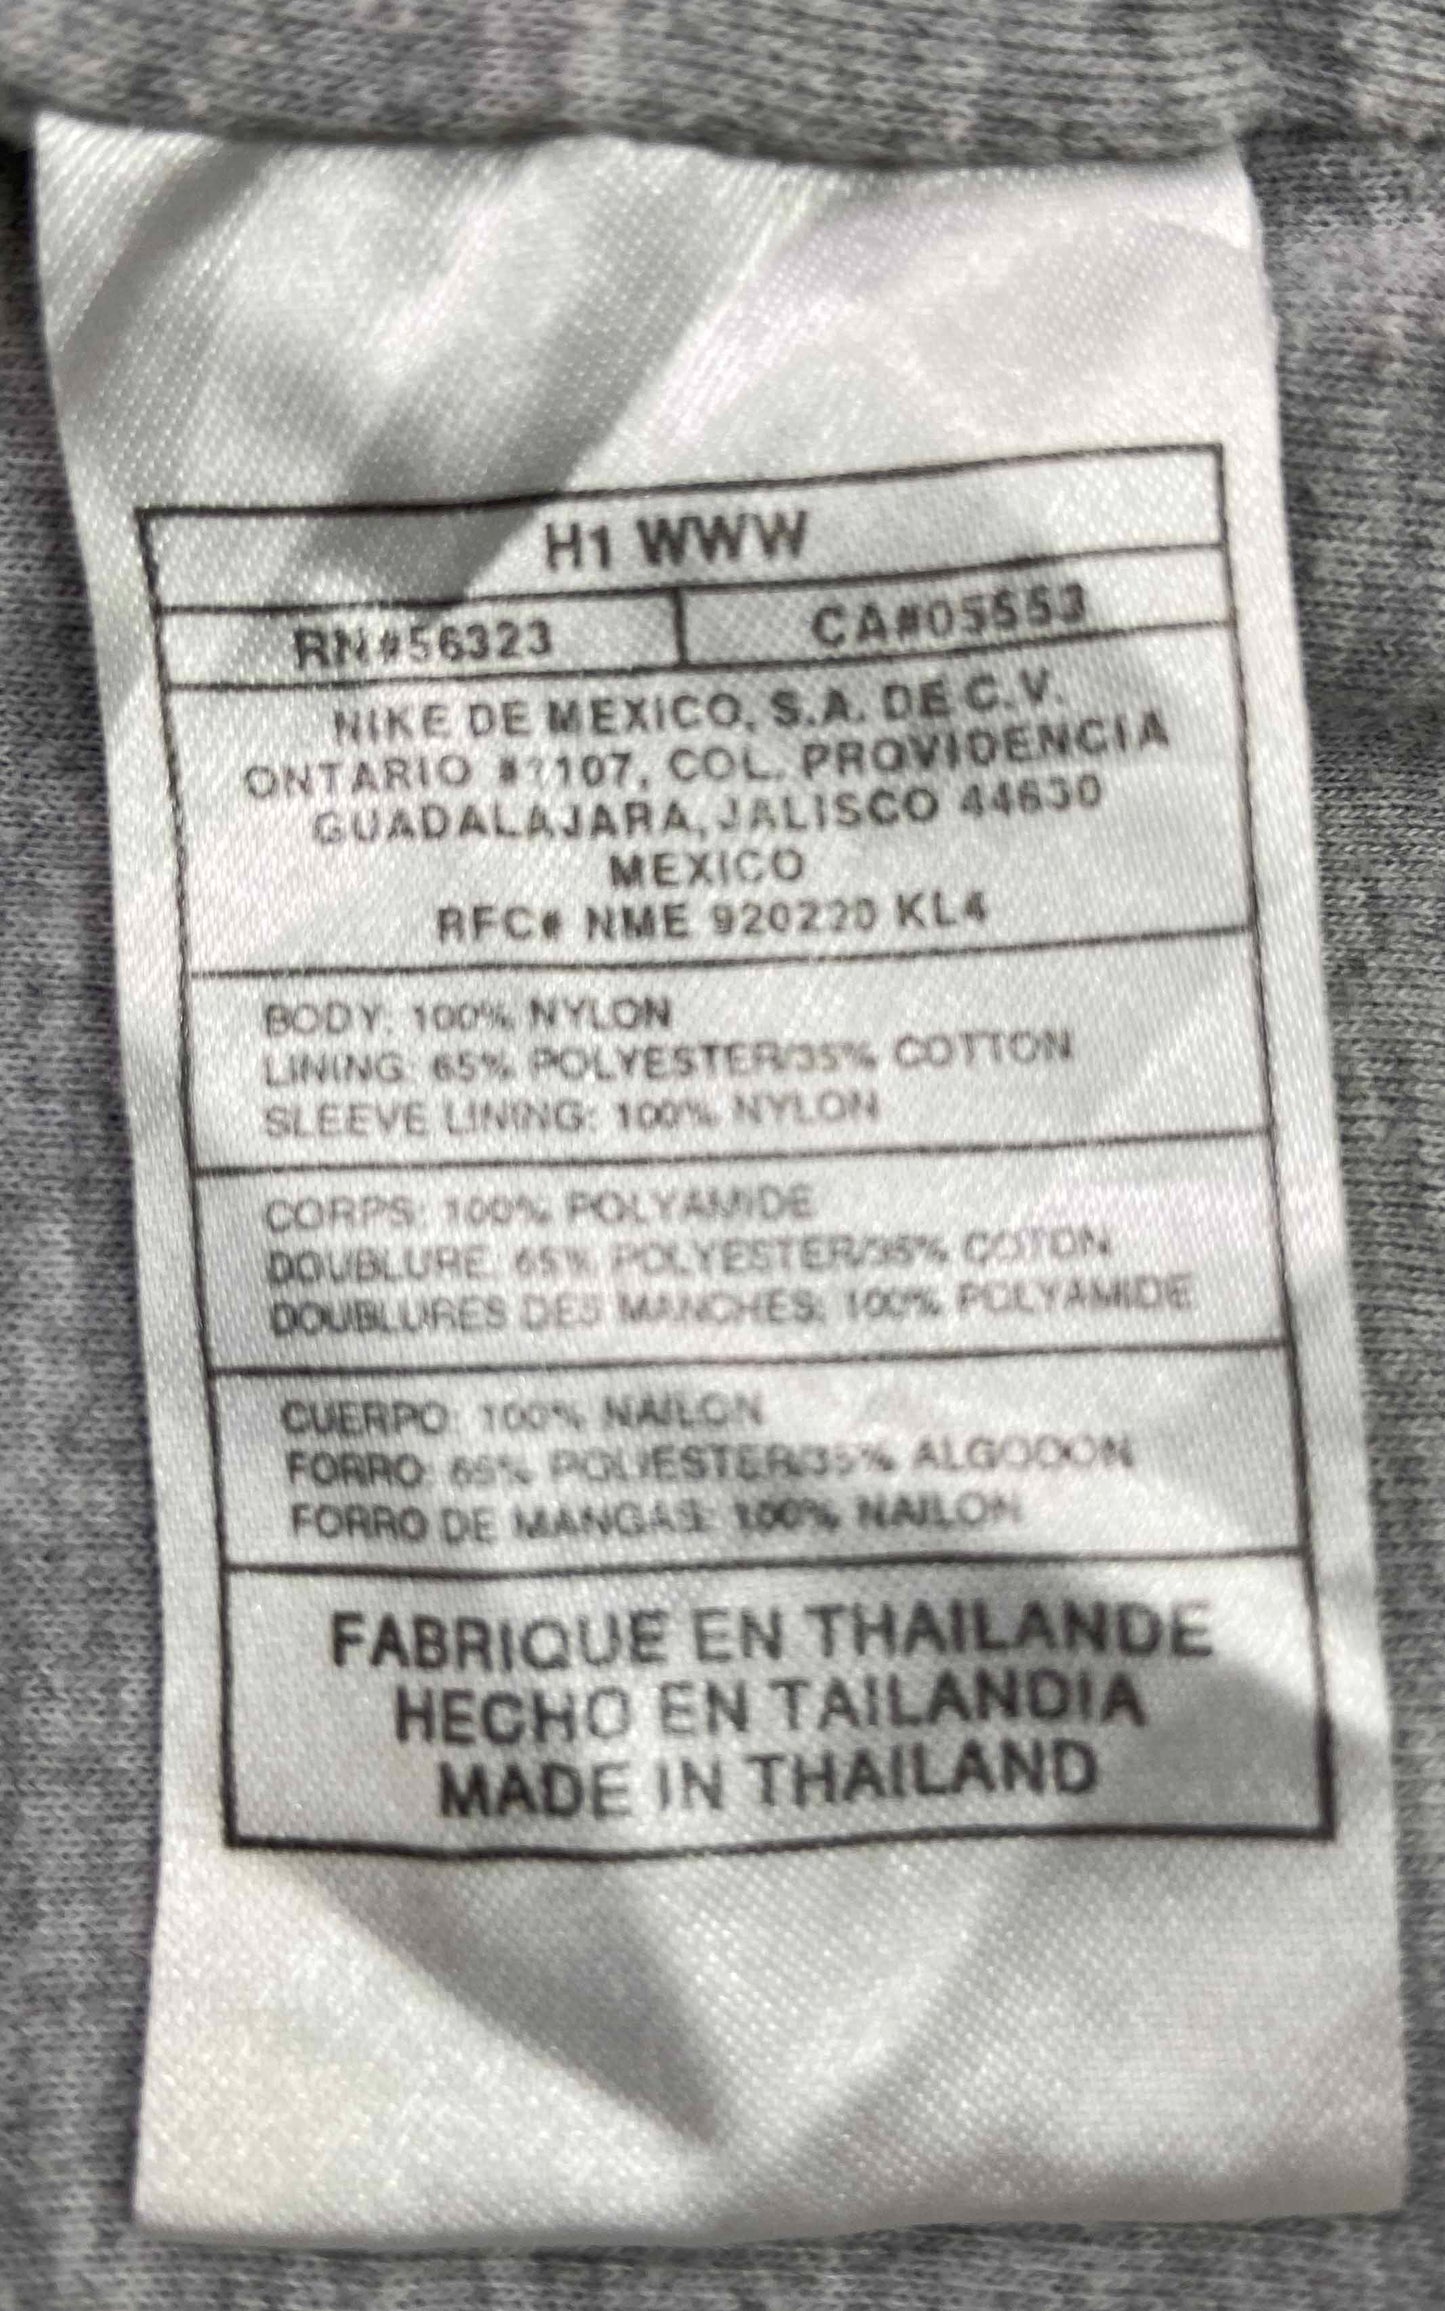 H1 WWW
RN#56323 CA#05553
NIKE DE MEXICO, S.A. DE C.V.
ONTARIO #1107, COL. PROVIDENCIA
GUADALAJARA, JALISCO 44630
MEXICO
RFC# NME 920220 KL4
BODY: 100% NYLON
LINING: 65% POLYESTER/35% COTTON
SLEEVE LINING: 100% NYLON
CORPS: 100% POLYAMIDE
DOUBLURE: 65% POLYESTER/35% COTON
DOUBLURES DES MANCHES: 100% POLYAMIDE
CUERPO: 100% NAILON
FORRO: 65% POLIESTER/35% ALGODON
FORRO DE MANGAS: 100% NAILON
FABRIQUE EN THAILANDE
HECHO EN TAILANDIA
MADE IN THAILAND